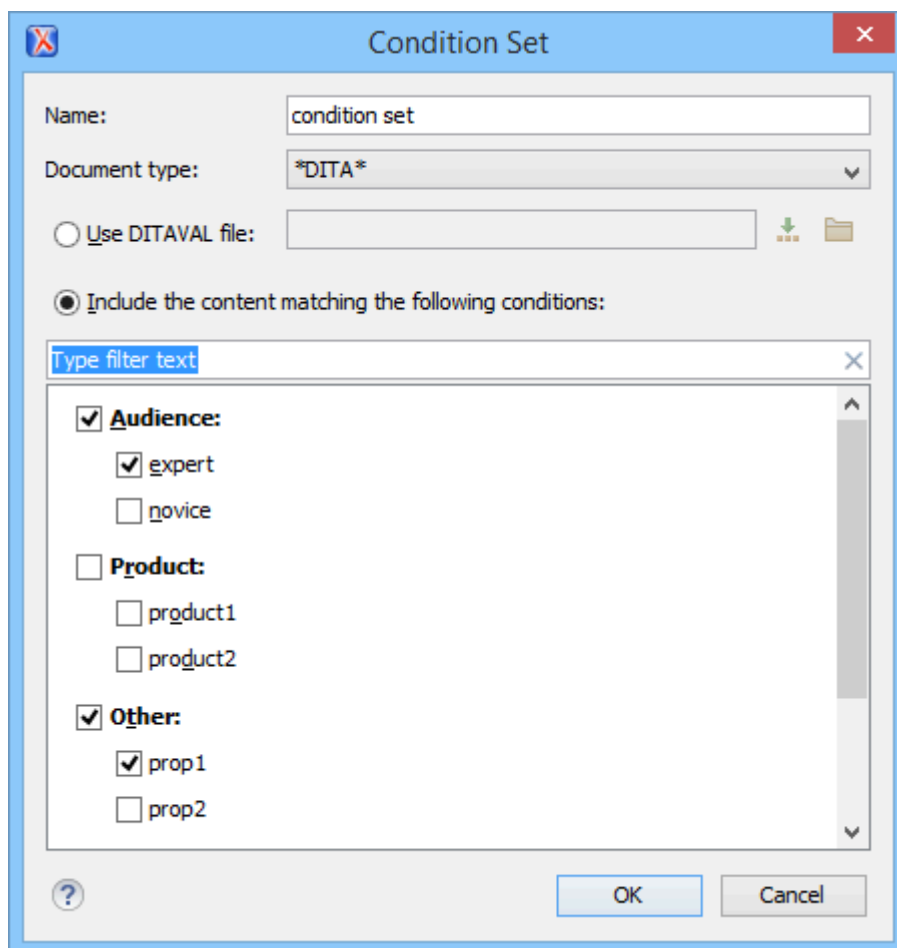 Condition Set
Name: condition set
Document type: *DITA*
Use DITAVAL file:
Include the content matching the following conditions:
Type filter text
Audience:
expert
novice
Product:
product1
product2
Other:
prop1
prop2
? OK Cancel